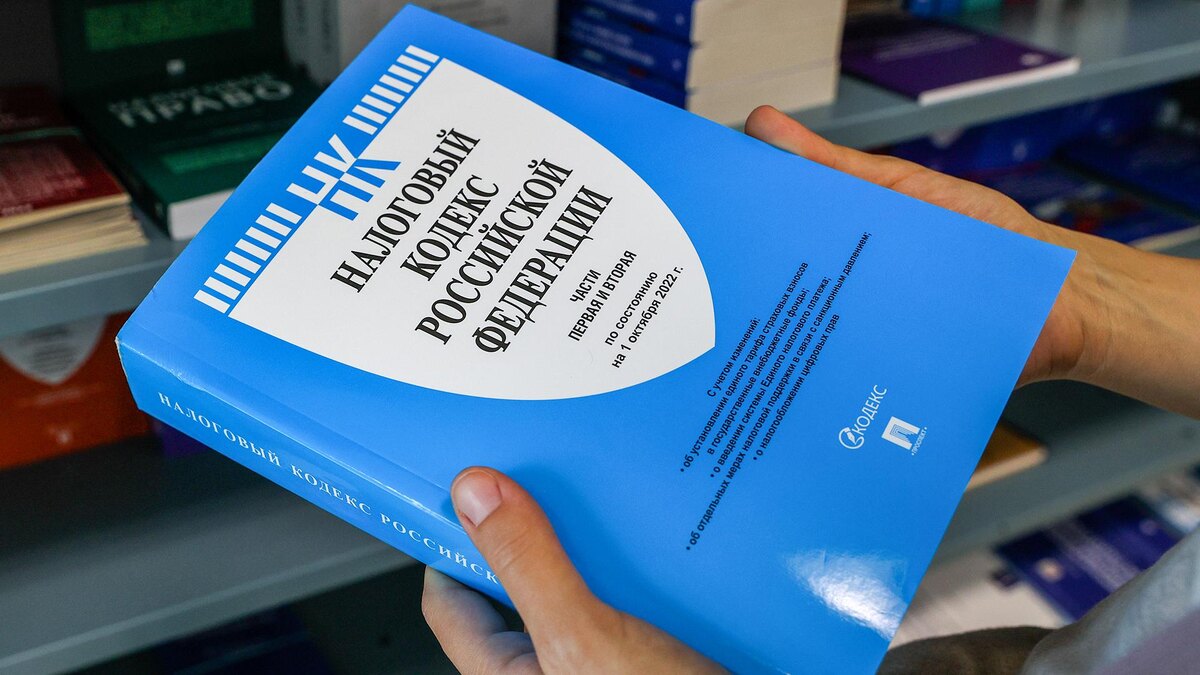 НАЛОГОВЫЙ
КОДЕКС
РОССИЙСКОЙ
ФЕДЕРАЦИИ
ЧАСТИ
ПЕРВАЯ И ВТОРАЯ
по состоянию
на 1 октября 2022 г.
С учетом изменений:
• об установлении единого тарифа страховых взносов
в государственные внебюджетные фонды;
• о введении системы Единого налогового платежа;
• об отдельных мерах налоговой поддержки в связи с санкционным давлением;
• о налогообложении цифровых прав
КОДЕКС
•ПРОСПЕКТ•
НАЛОГОВЫЙ КОДЕКС РОССИЙСК
ПРАВО